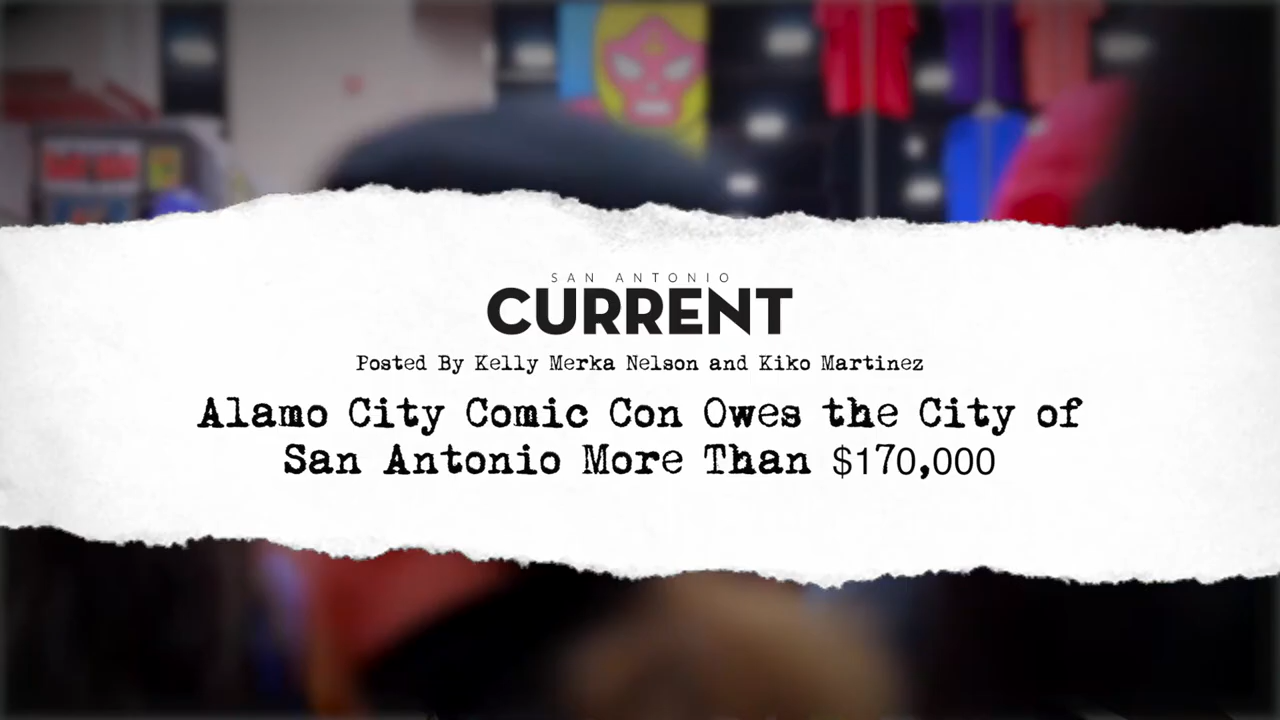 SAN ANTONIO
CURRENT
Posted By Kelly Merka Nelson and Kiko Martinez
Alamo City Comic Con Owes the City of
San Antonio More Than $170,000